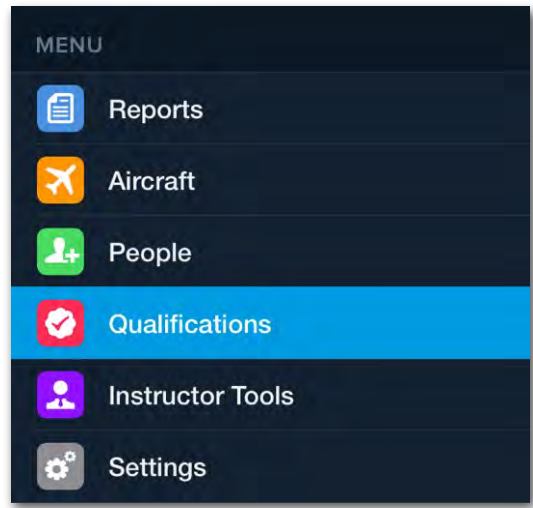 MENU
Reports
Aircraft
People
Qualifications
Instructor Tools
Settings